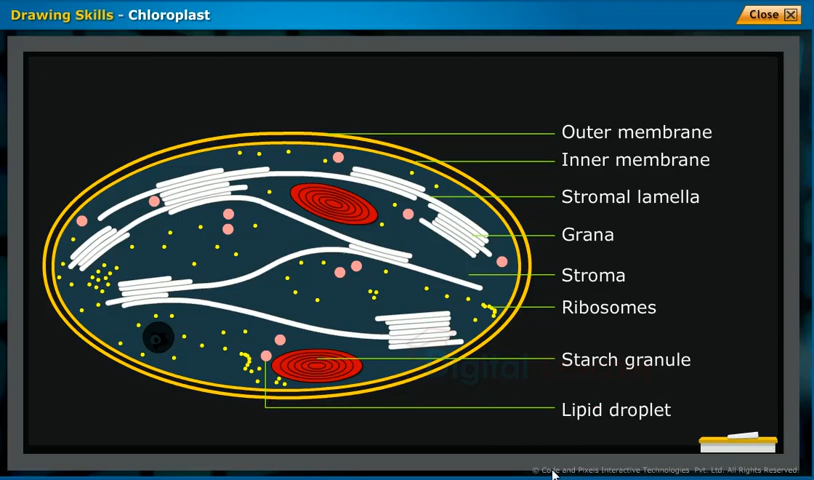 Drawing Skills - Chloroplast
Close
Outer membrane
Inner membrane
Stromal lamella
Grana
Stroma
Ribosomes
Starch granule
Digital
Lipid droplet
© Code and Pixels Interactive Technologies Pvt. Ltd. All Rights Reserved